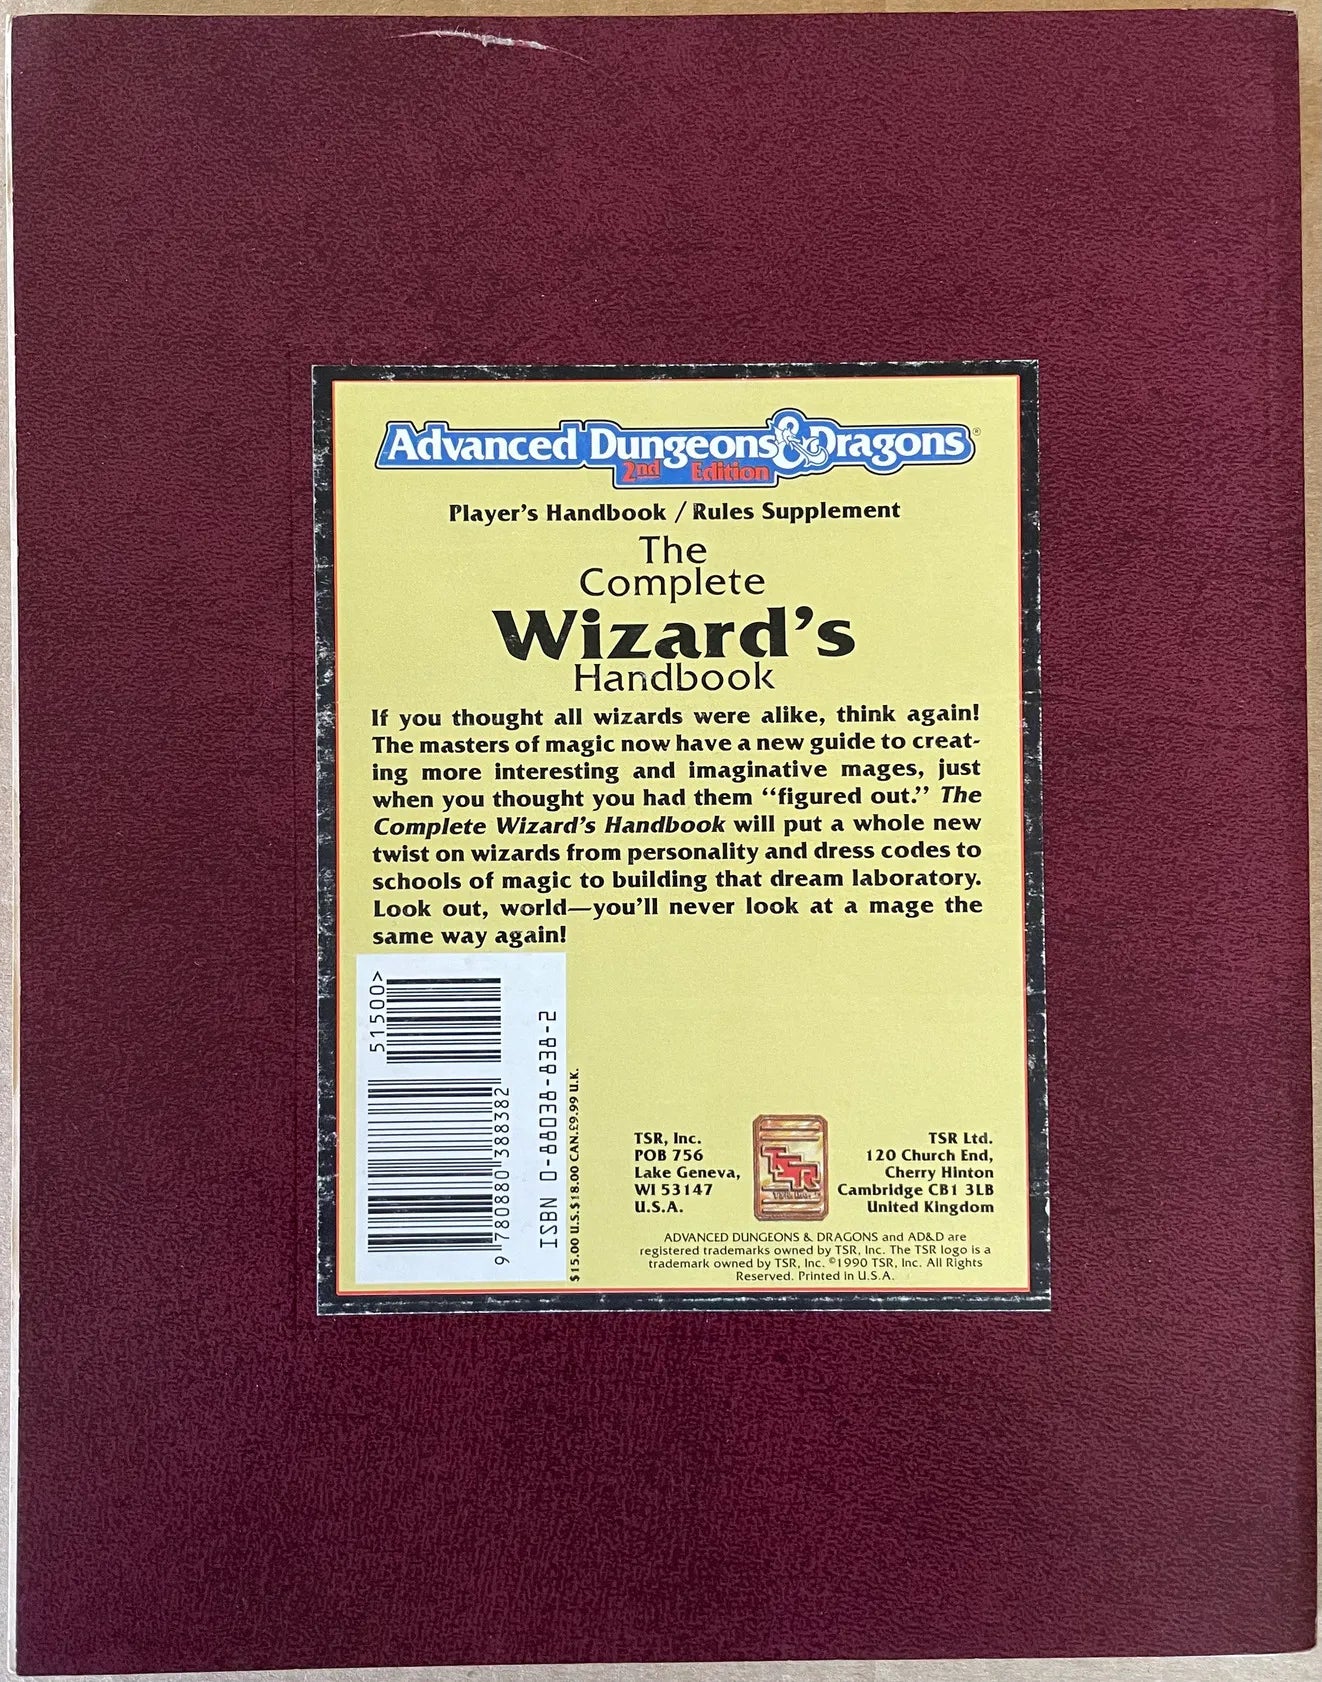 Advanced Dungeons & Dragons®
2nd Edition
Player's Handbook / Rules Supplement
The
Complete
Wizard's
Handbook
If you thought all wizards were alike, think again!
The masters of magic now have a new guide to creat-
ing more interesting and imaginative mages, just
when you thought you had them “figured out.” The
Complete Wizard's Handbook will put a whole new
twist on wizards from personality and dress codes to
schools of magic to building that dream laboratory.
Look out, world—you'll never look at a mage the
same way again!
51500>
9 780880 388382
ISBN 0-88038-838-2
$15.00 U.S.$18.00 CAN.£9.99 U.K.
TSR, Inc.
POB 756
Lake Geneva,
WI 53147
U.S.A.
TSR
TSR Ltd.
120 Church End,
Cherry Hinton
Cambridge CB1 3LB
United Kingdom
ADVANCED DUNGEONS & DRAGONS and AD&D are
registered trademarks owned by TSR, Inc. The TSR logo is a
trademark owned by TSR, Inc. ©1990 TSR, Inc. All Rights
Reserved. Printed in U.S.A.